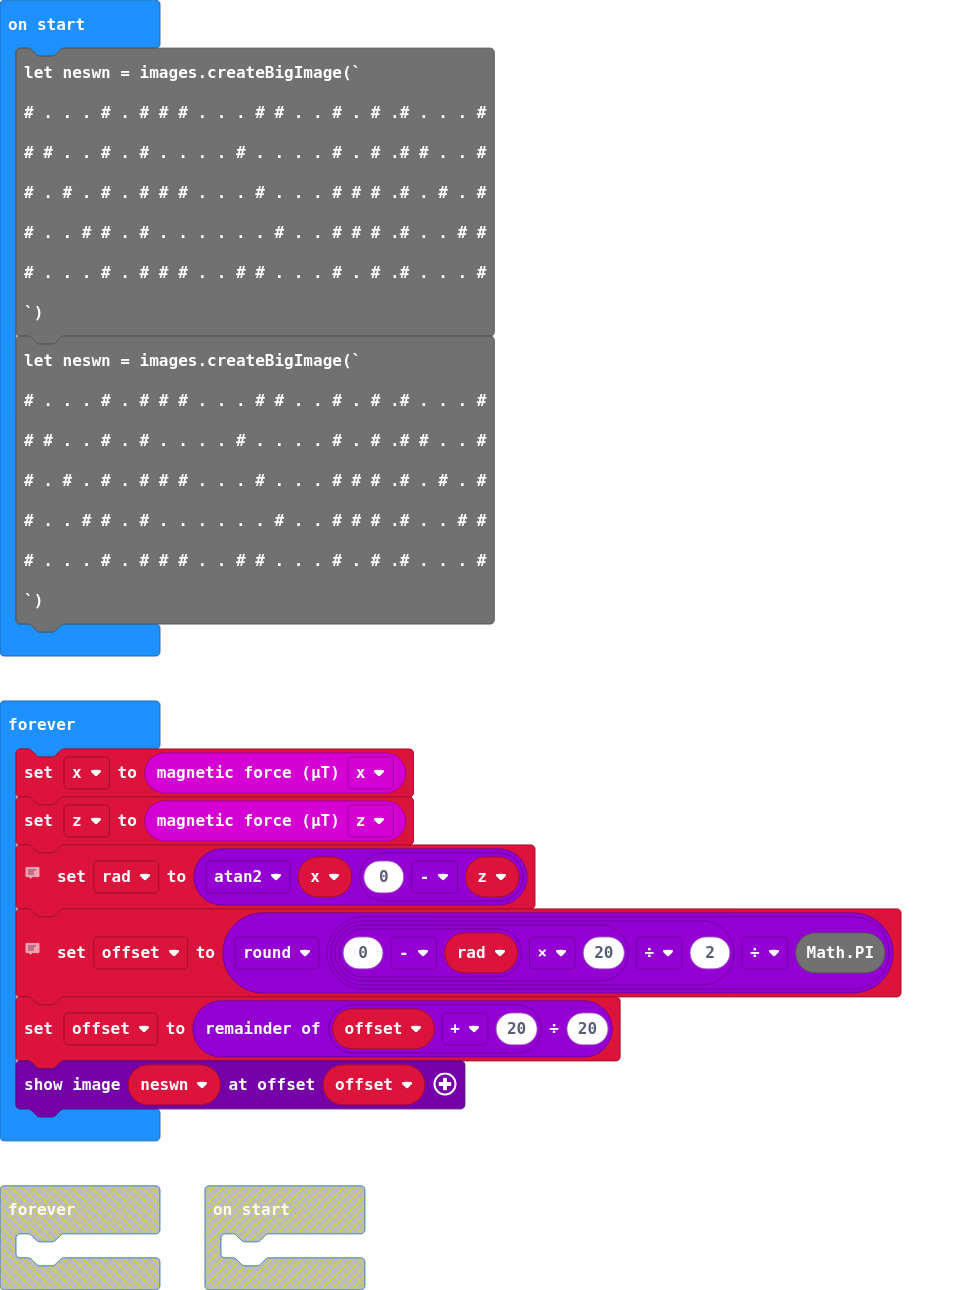 on start
let neswn = images.createBigImage(`
# . . . # . # # # . . . # # . . # . # .# . . . #
# # . . # . # . . . . # . . . . # . # .# # . . #
# . # . # . # # # . . . # . . . # # # .# . # . #
# . . # # . # . . . . . . # . . # # # .# . . # #
# . . . # . # # # . . # # . . . # . # .# . . . #
`)
let neswn = images.createBigImage(`
# . . . # . # # # . . . # # . . # . # .# . . . #
# # . . # . # . . . . # . . . . # . # .# # . . #
# . # . # . # # # . . . # . . . # # # .# . # . #
# . . # # . # . . . . . . # . . # # # .# . . # #
# . . . # . # # # . . # # . . . # . # .# . . . #
`)
forever
set x to magnetic force (µT) x
set z to magnetic force (µT) z
set rad to atan2 x 0 - z
set offset to round 0 - rad × 20 ÷ 2 ÷ Math.PI
set offset to remainder of offset + 20 ÷ 20
show image neswn at offset offset
forever on start